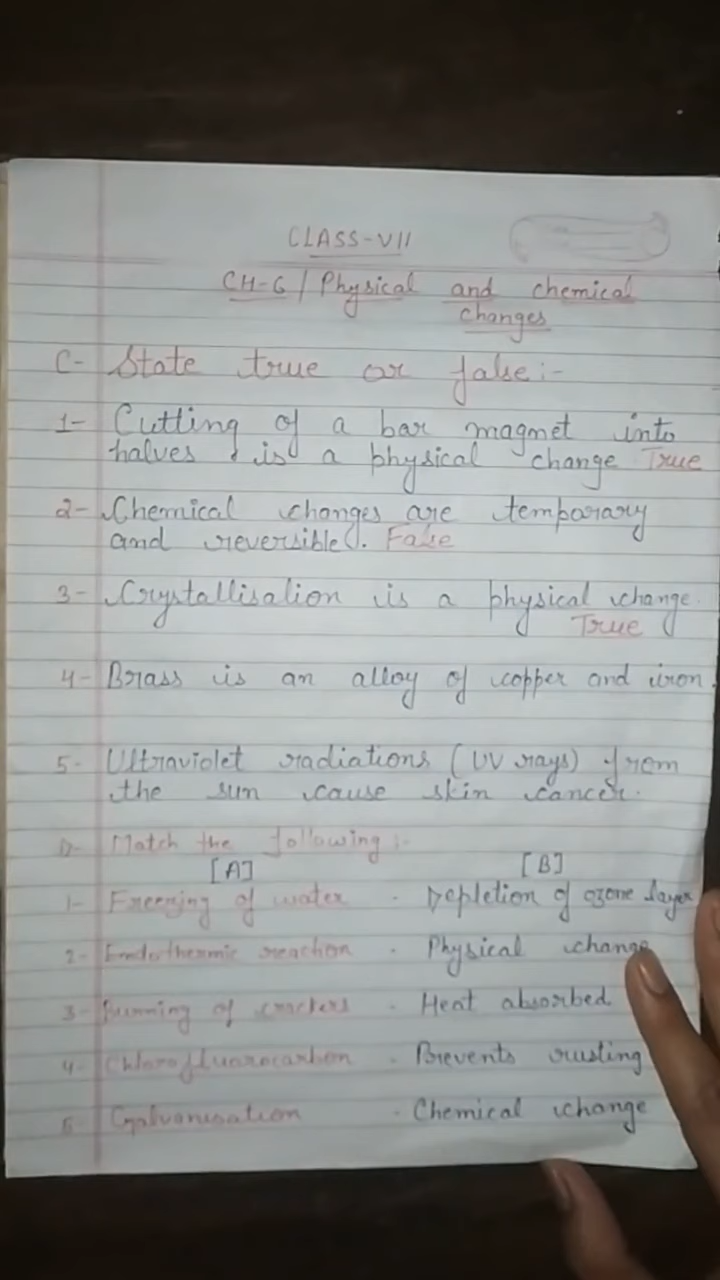 CLASS-VII
CH-6 / Physical and chemical
changes
C- State true or false:-
1- Cutting of a bar magnet into
halves is a physical change True
2- Chemical changes are temporary
and reversible. False
3- Crystallisation is a physical change.
True
4- Brass is an alloy of copper and iron.
5- Ultraviolet radiations (UV rays) from
the sun cause skin cancer.
D- Match the following:-
[A] [B]
1- Freezing of water - Depletion of ozone layer
2- Endothermic reaction - Physical change
3- Burning of crackers - Heat absorbed
4- Chlorofluorocarbon - Prevents rusting
5- Galvanisation - Chemical change